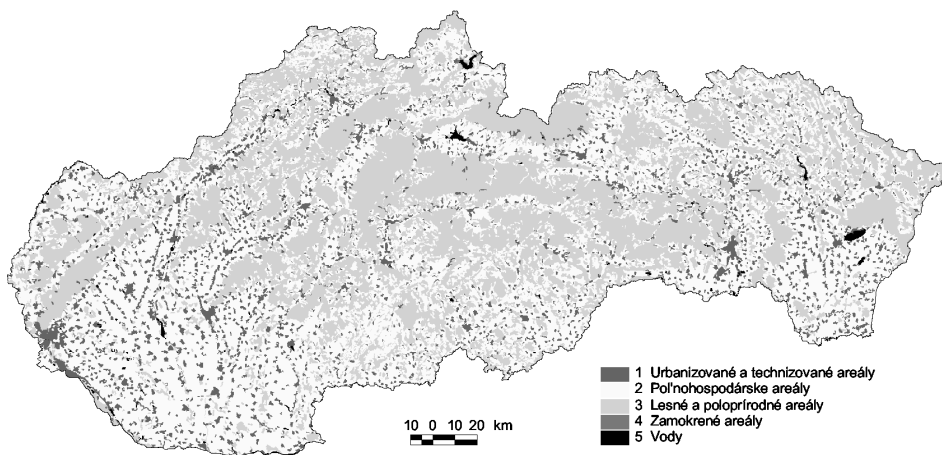 1 Urbanizované a technizované areály
2 Poľnohospodárske areály
3 Lesné a poloprírodné areály
4 Zamokrené areály
5 Vody
10 0 10 20 km